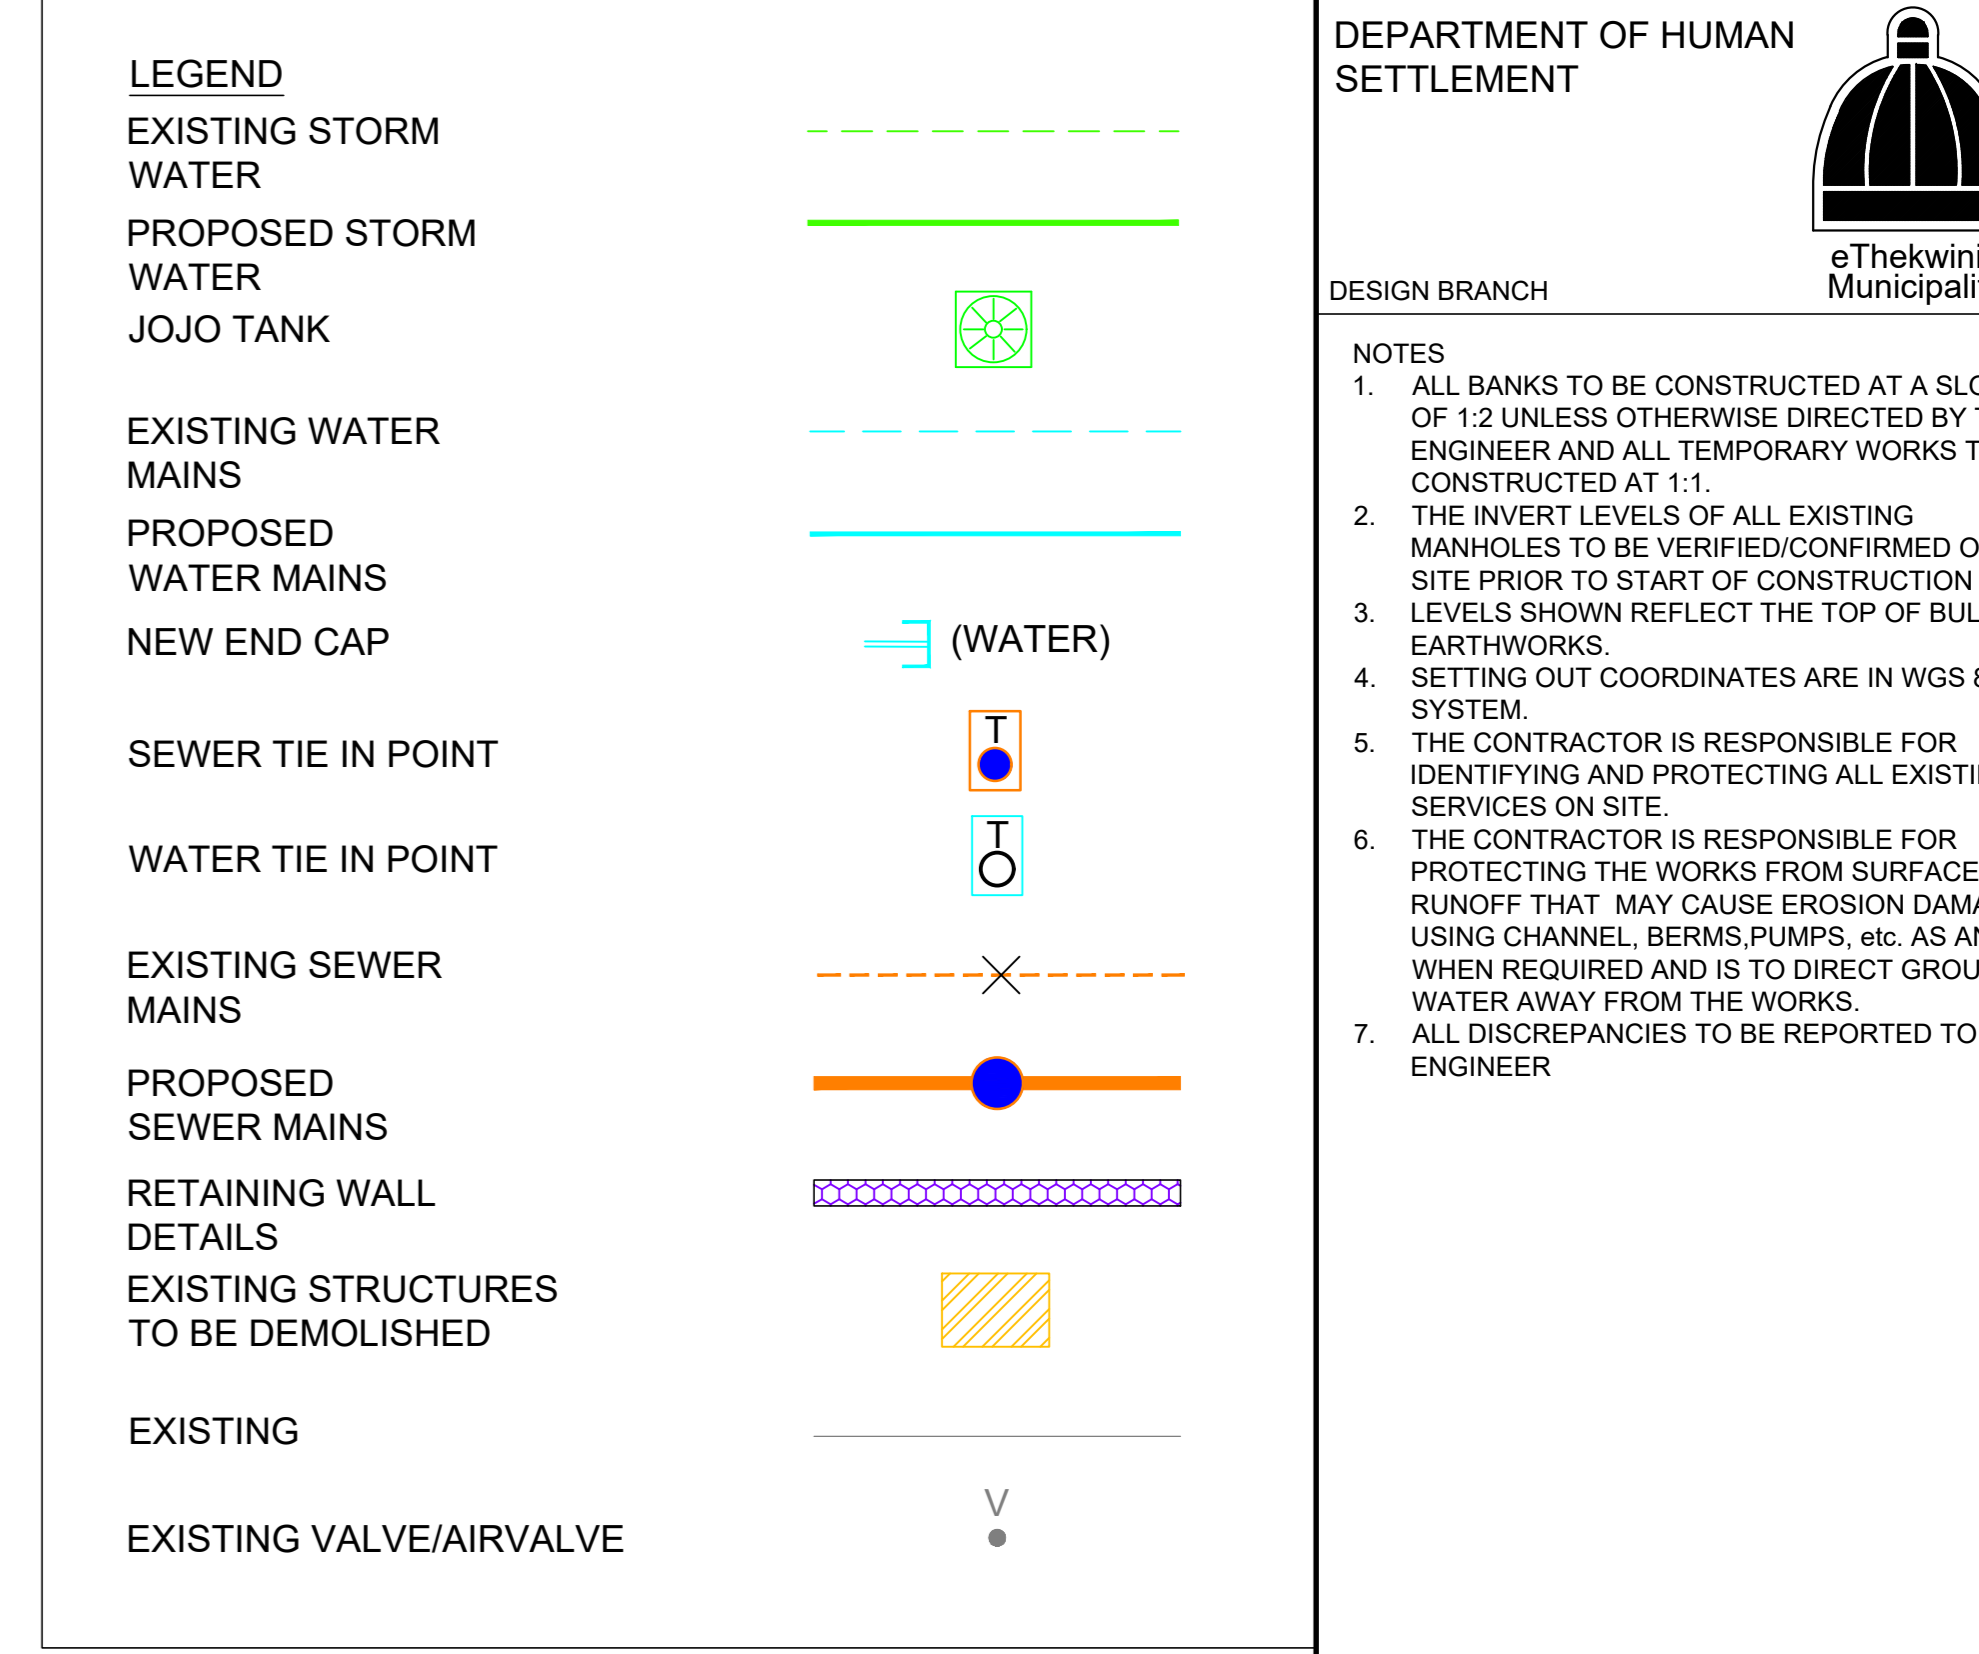 LEGEND
EXISTING STORM
WATER
PROPOSED STORM
WATER
JOJO TANK
EXISTING WATER
MAINS
PROPOSED
WATER MAINS
NEW END CAP
(WATER)
SEWER TIE IN POINT
T
WATER TIE IN POINT
T
EXISTING SEWER
MAINS
PROPOSED
SEWER MAINS
RETAINING WALL
DETAILS
EXISTING STRUCTURES
TO BE DEMOLISHED
EXISTING
V
EXISTING VALVE/AIRVALVE
DEPARTMENT OF HUMAN
SETTLEMENT
eThekwini
DESIGN BRANCH
NOTES
1. ALL BANKS TO BE CONSTRUCTED AT A
OF 1:2 UNLESS OTHERWISE DIRECTED BY
ENGINEER AND ALL TEMPORARY WORKS
CONSTRUCTED AT 1:1.
2. THE INVERT LEVELS OF ALL EXISTING
MANHOLES TO BE VERIFIED/CONFIRMED
SITE PRIOR TO START OF CONSTRUCTION
3. LEVELS SHOWN REFLECT THE TOP OF
EARTHWORKS.
4. SETTING OUT COORDINATES ARE IN WGS
SYSTEM.
5. THE CONTRACTOR IS RESPONSIBLE FOR
IDENTIFYING AND PROTECTING ALL
SERVICES ON SITE.
6. THE CONTRACTOR IS RESPONSIBLE FOR
PROTECTING THE WORKS FROM SURFACE
RUNOFF THAT MAY CAUSE EROSION
USING CHANNEL, BERMS,PUMPS, etc. AS
WHEN REQUIRED AND IS TO DIRECT
WATER AWAY FROM THE WORKS.
7. ALL DISCREPANCIES TO BE REPORTED TO
ENGINEER